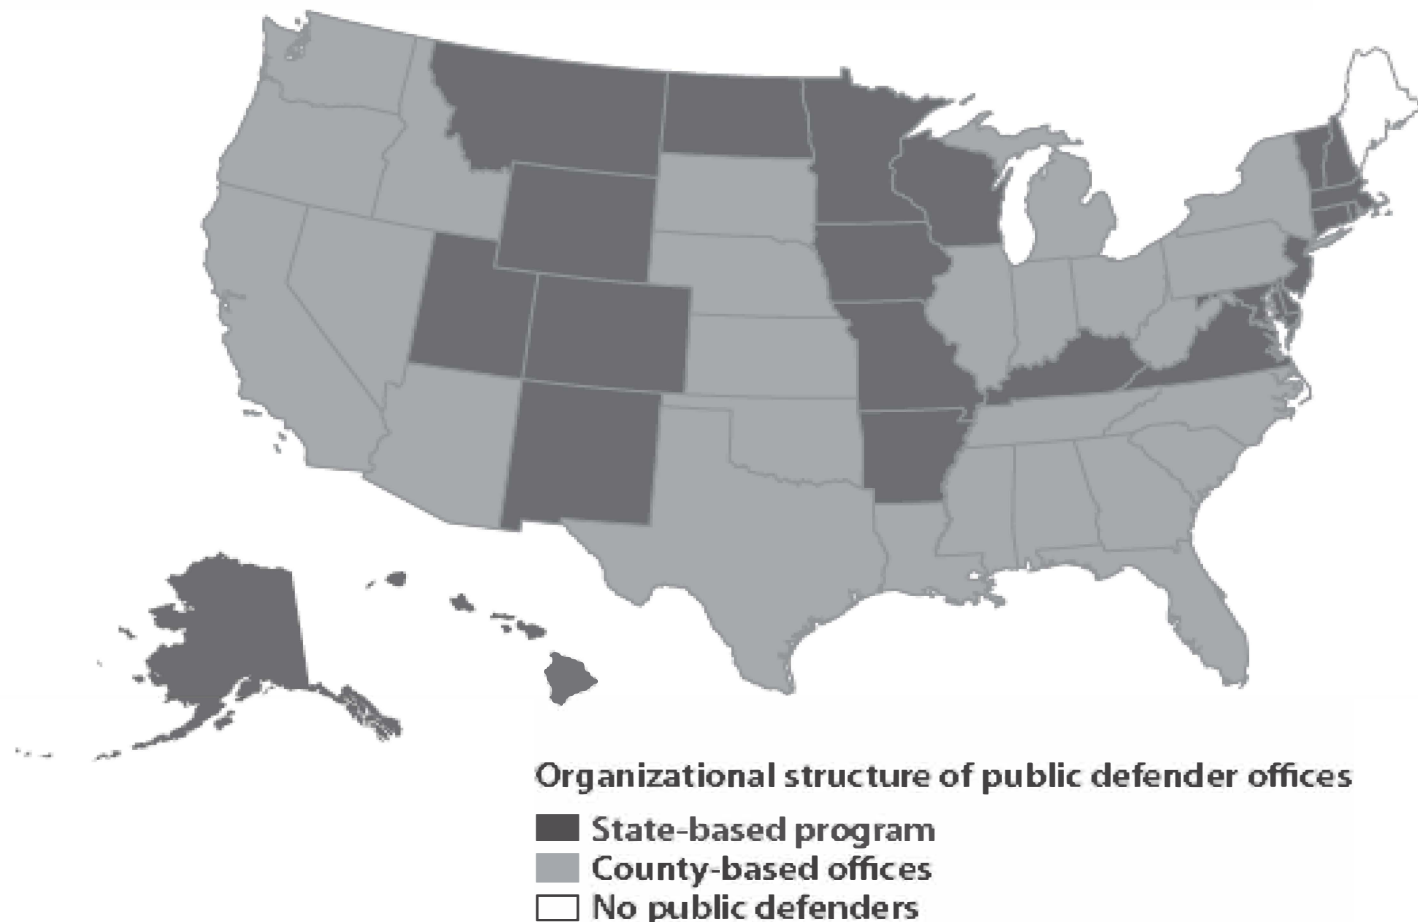 Organizational structure of public defender offices
State-based program
County-based offices
No public defenders